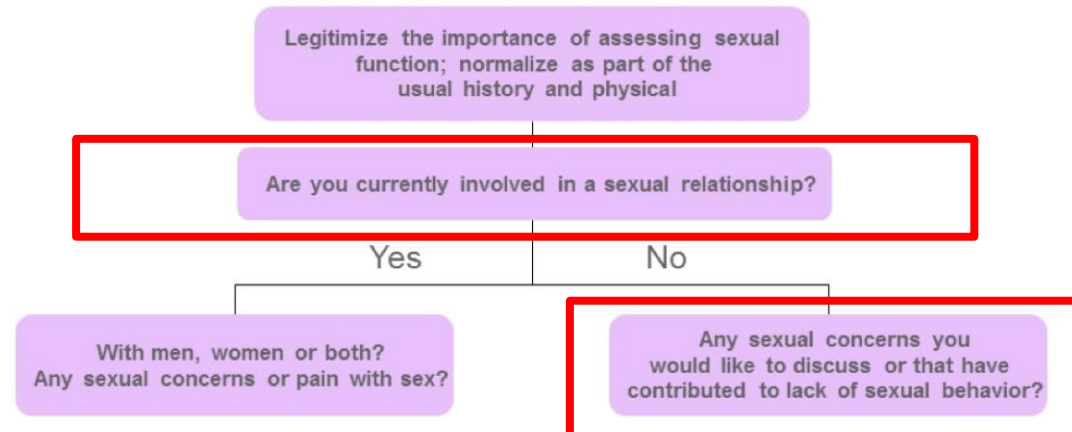 Legitimize the importance of assessing sexual
function; normalize as part of the
usual history and physical
Are you currently involved in a sexual relationship?
Yes
No
With men, women or both?
Any sexual concerns or pain with sex?
Any sexual concerns you
would like to discuss or that have
contributed to lack of sexual behavior?